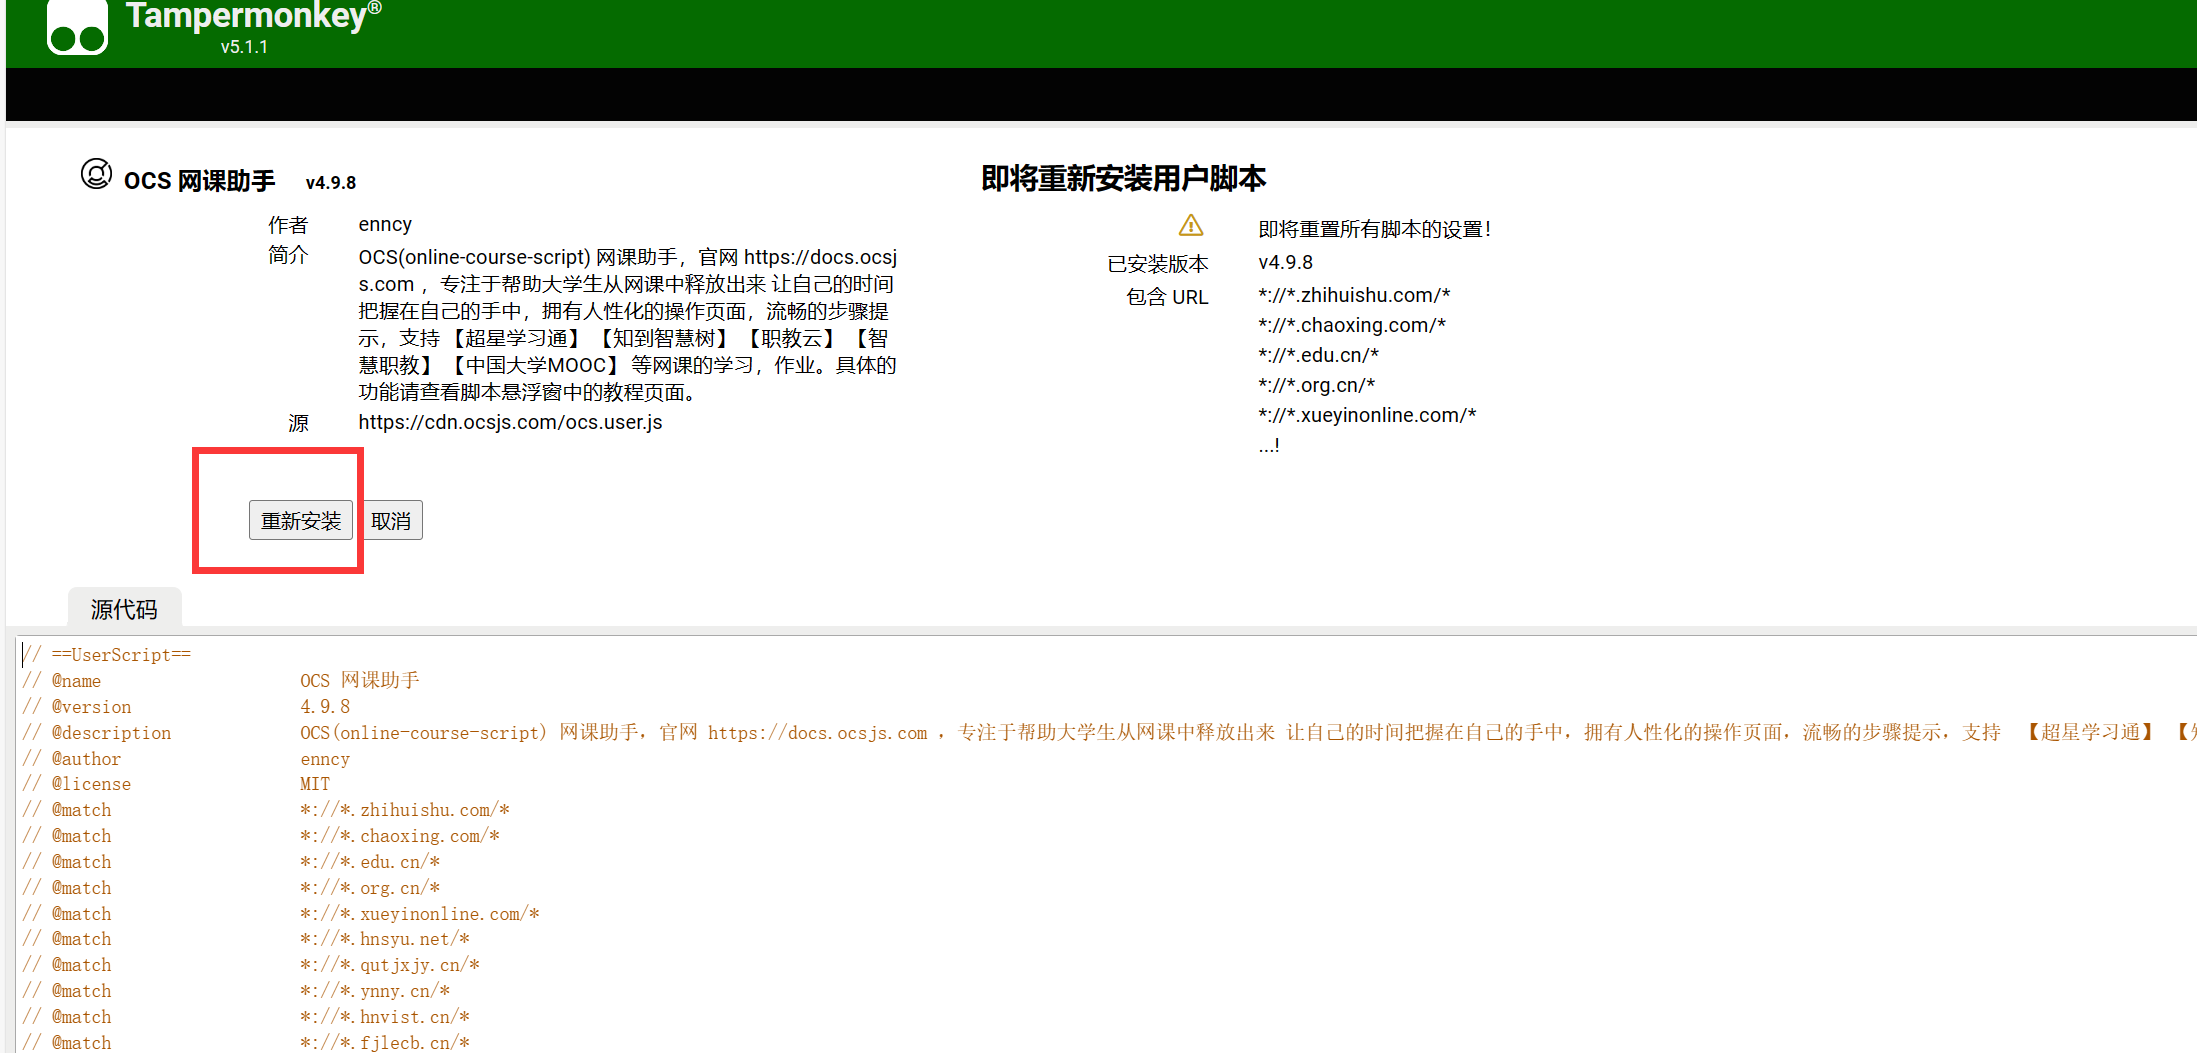 Tampermonkey®
v5.1.1
OCS 网课助手 v4.9.8
作者 enncy
简介 OCS(online-course-script) 网课助手，官网 https://docs.ocsj
s.com ，专注于帮助大学生从网课中释放出来 让自己的时间
把握在自己的手中，拥有人性化的操作页面，流畅的步骤提
示，支持 【超星学习通】 【知到智慧树】 【职教云】 【智
慧职教】 【中国大学MOOC】 等网课的学习，作业。具体的
功能请查看脚本悬浮窗中的教程页面。
源 https://cdn.ocsjs.com/ocs.user.js
即将重新安装用户脚本
即将重置所有脚本的设置！
已安装版本 v4.9.8
包含 URL *://*.zhihuishu.com/*
*://*.chaoxing.com/*
*://*.edu.cn/*
*://*.org.cn/*
*://*.xueyinonline.com/*
...!
重新安装 取消
源代码
// ==UserScript==
// @name OCS 网课助手
// @version 4.9.8
// @description OCS(online-course-script) 网课助手，官网 https://docs.ocsjs.com ，专注于帮助大学生从网课中释放出来 让自己的时间把握在自己的手中，拥有人性化的操作页面，流畅的步骤提示，支持 【超星学习通】 【
// @author enncy
// @license MIT
// @match *://*.zhihuishu.com/*
// @match *://*.chaoxing.com/*
// @match *://*.edu.cn/*
// @match *://*.org.cn/*
// @match *://*.xueyinonline.com/*
// @match *://*.hnsyu.net/*
// @match *://*.qutjxjy.cn/*
// @match *://*.ynny.cn/*
// @match *://*.hnvist.cn/*
// @match *://*.fjlecb.cn/*